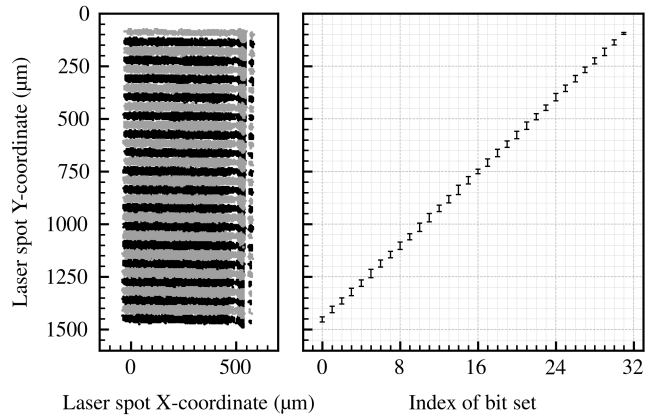 0
250
500
750
1000
1250
1500
Laser spot Y-coordinate (μm)
0 500
0 8 16 24 32
Laser spot X-coordinate (μm)
Index of bit set